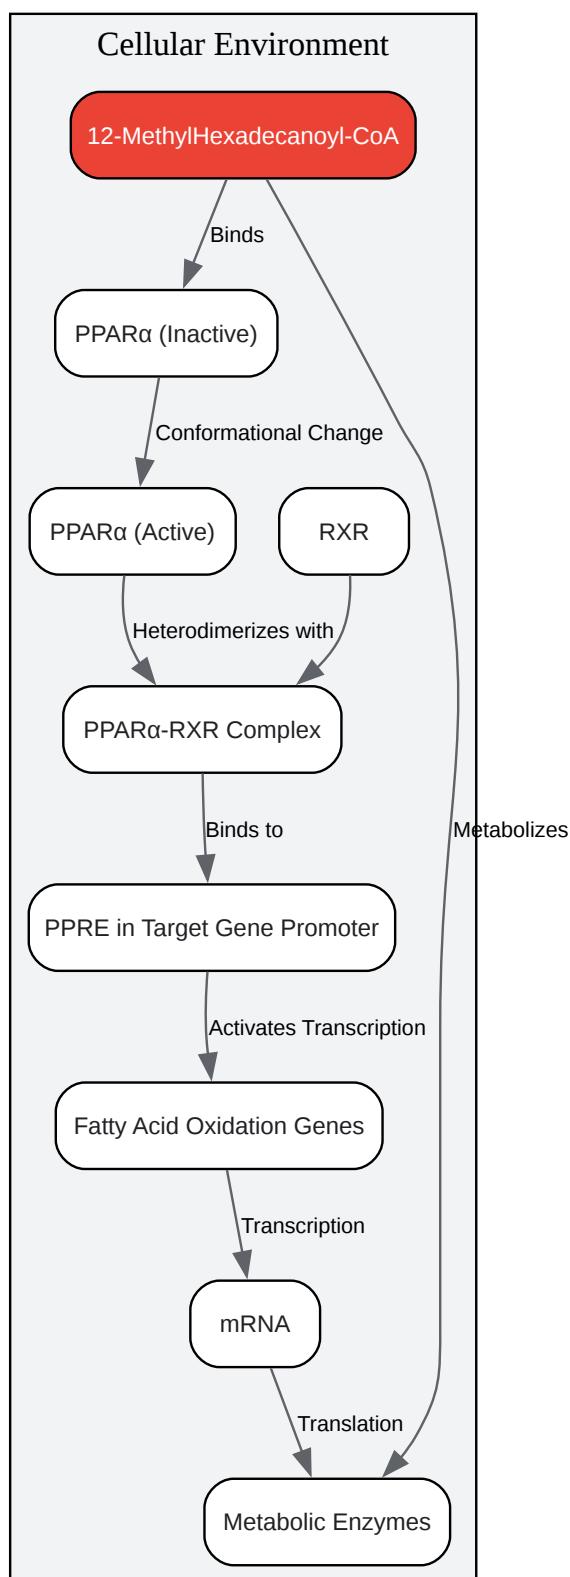 Cellular Environment
12-MethylHexadecanoyl-CoA
Binds
PPARα (Inactive)
Conformational Change
PPARα (Active)
RXR
Heterodimerizes with
PPARα-RXR Complex
Binds to
Metabolizes
PPRE in Target Gene Promoter
Activates Transcription
Fatty Acid Oxidation Genes
Transcription
mRNA
Translation
Metabolic Enzymes